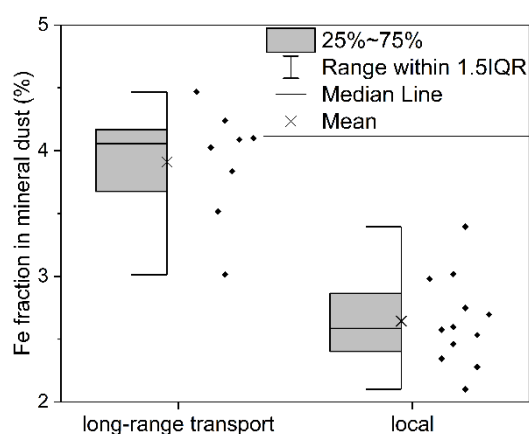 5
4
3
2
Fe fraction in mineral dust (%)
25%~75%
Range within 1.5IQR
Median Line
Mean
long-range transport
local